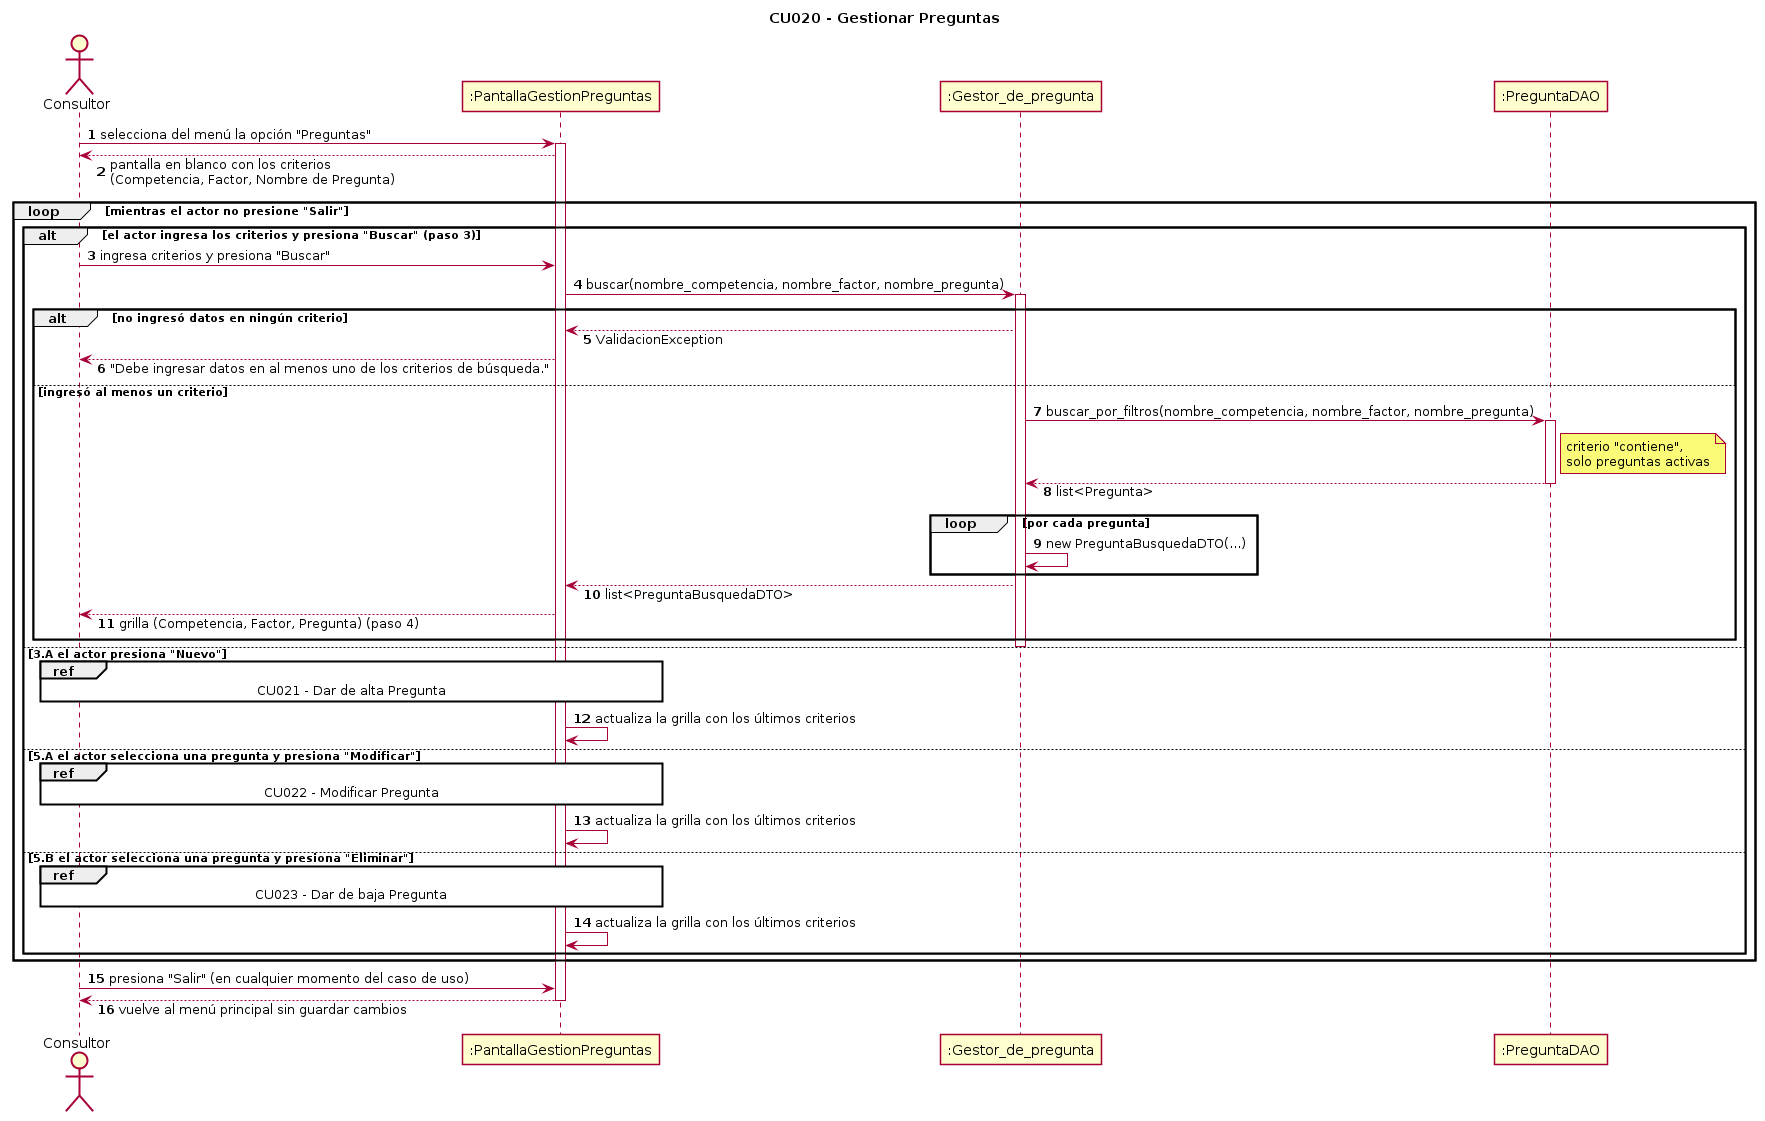 CU020 - Gestionar Preguntas
Consultor
:PantallaGestionPreguntas
:Gestor_de_pregunta
:PreguntaDAO
1 selecciona del menú la opción "Preguntas"
2 pantalla en blanco con los criterios
(Competencia, Factor, Nombre de Pregunta)
loop [mientras el actor no presione "Salir"]
alt [el actor ingresa los criterios y presiona "Buscar" (paso 3)]
3 ingresa criterios y presiona "Buscar"
4 buscar(nombre_competencia, nombre_factor, nombre_pregunta)
alt [no ingresó datos en ningún criterio]
5 ValidacionException
6 "Debe ingresar datos en al menos uno de los criterios de búsqueda."
[ingresó al menos un criterio]
7 buscar_por_filtros(nombre_competencia, nombre_factor, nombre_pregunta)
criterio "contiene",
solo preguntas activas
8 list<Pregunta>
loop [por cada pregunta]
9 new PreguntaBusquedaDTO(...)
10 list<PreguntaBusquedaDTO>
11 grilla (Competencia, Factor, Pregunta) (paso 4)
[3.A el actor presiona "Nuevo"]
ref
CU021 - Dar de alta Pregunta
12 actualiza la grilla con los últimos criterios
[5.A el actor selecciona una pregunta y presiona "Modificar"]
ref
CU022 - Modificar Pregunta
13 actualiza la grilla con los últimos criterios
[5.B el actor selecciona una pregunta y presiona "Eliminar"]
ref
CU023 - Dar de baja Pregunta
14 actualiza la grilla con los últimos criterios
15 presiona "Salir" (en cualquier momento del caso de uso)
16 vuelve al menú principal sin guardar cambios
Consultor
:PantallaGestionPreguntas
:Gestor_de_pregunta
:PreguntaDAO